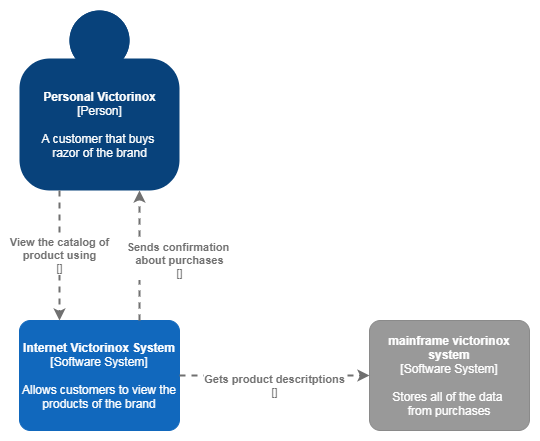 Personal Victorinox
[Person]
A customer that buys
razor of the brand
View the catalog of
product using
[]
Sends confirmation
about purchases
[]
Internet Victorinox System
[Software System]
Allows customers to view the
products of the brand
Gets product descritptions
[]
mainframe victorinox
system
[Software System]
Stores all of the data
from purchases